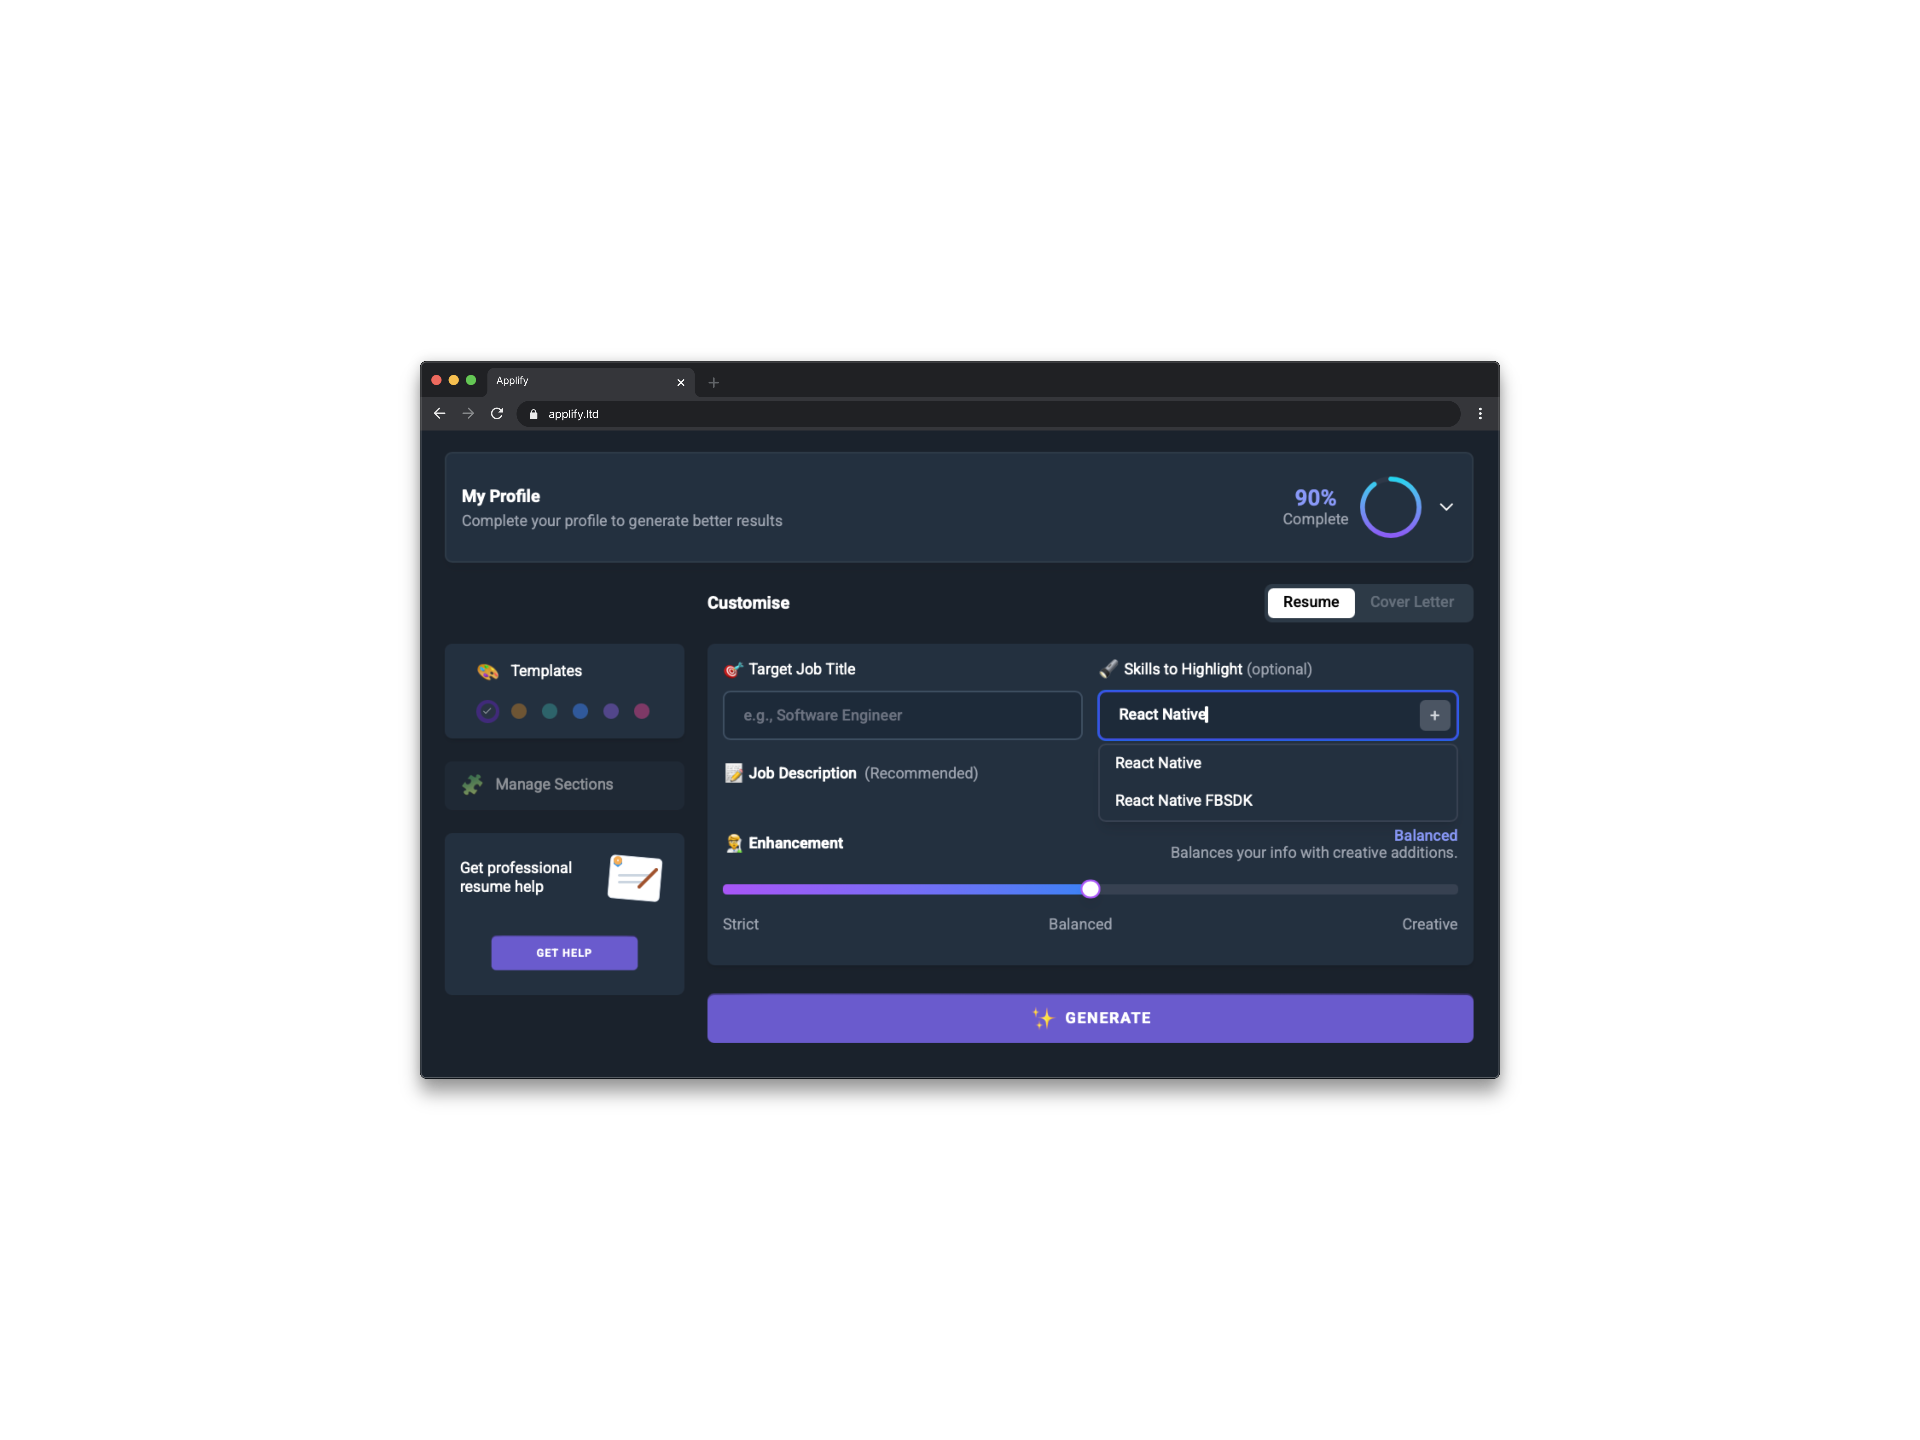 Applify
applify.ltd
My Profile
Complete your profile to generate better results
90%
Complete
Customise
Resume
Cover Letter
Templates
Manage Sections
Get professional
resume help
GET HELP
Target Job Title
e.g., Software Engineer
Skills to Highlight (optional)
React Native
+
React Native
React Native FBSDK
Job Description (Recommended)
Enhancement
Balanced
Balances your info with creative additions.
Strict
Balanced
Creative
GENERATE